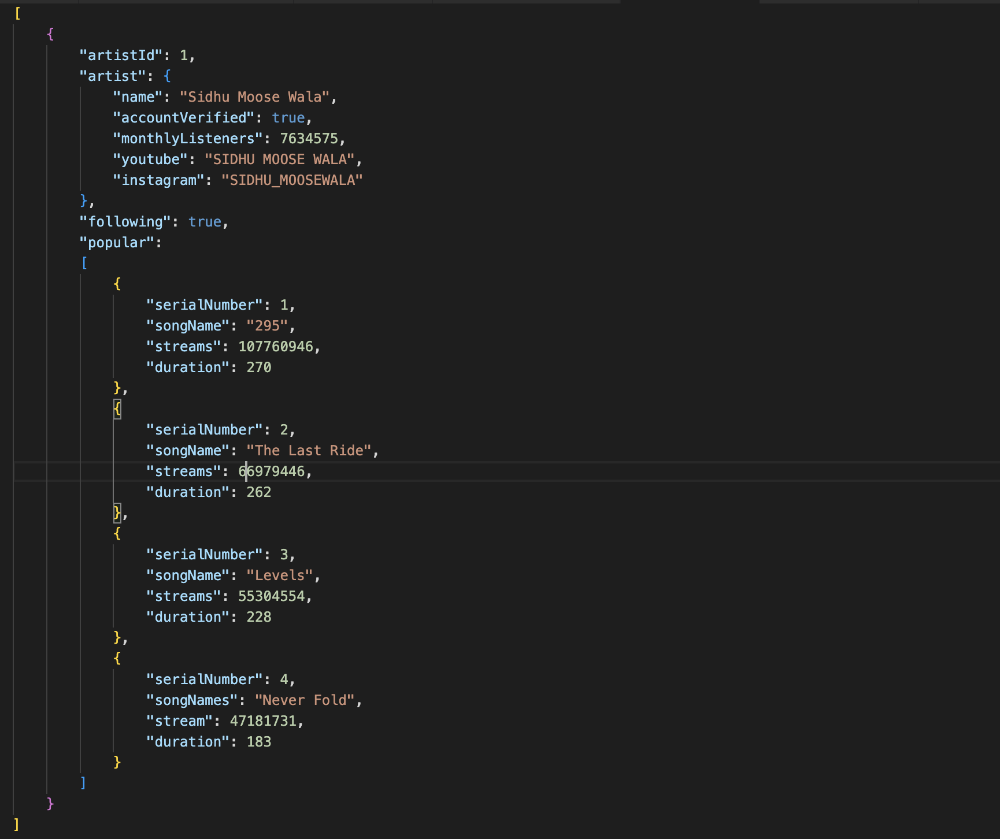 [
    {
        "artistId": 1,
        "artist": {
            "name": "Sidhu Moose Wala",
            "accountVerified": true,
            "monthlyListeners": 7634575,
            "youtube": "SIDHU MOOSE WALA",
            "instagram": "SIDHU_MOOSEWALA"
        },
        "following": true,
        "popular":
        [
            {
                "serialNumber": 1,
                "songName": "295",
                "streams": 107760946,
                "duration": 270
            },
            {
                "serialNumber": 2,
                "songName": "The Last Ride",
                "streams": 66979446,
                "duration": 262
            },
            {
                "serialNumber": 3,
                "songName": "Levels",
                "streams": 55304554,
                "duration": 228
            },
            {
                "serialNumber": 4,
                "songNames": "Never Fold",
                "stream": 47181731,
                "duration": 183
            }
        ]
    }
]